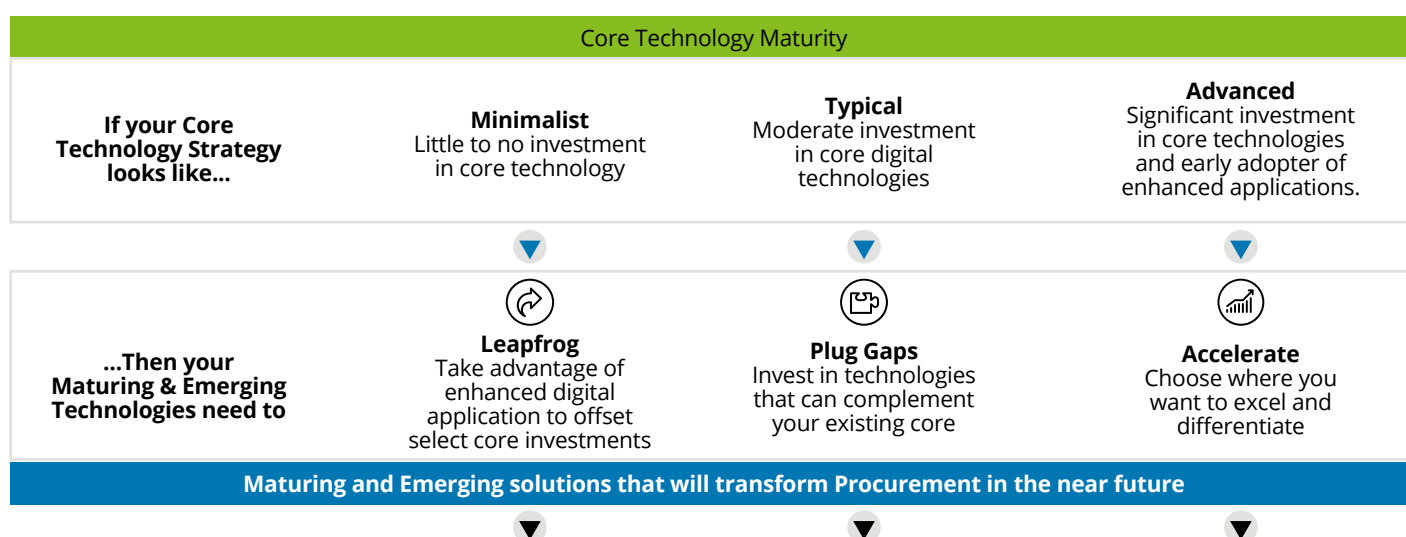 Core Technology Maturity
If your Core
Technology Strategy
looks like...
Minimalist
Little to no investment
in core technology
Typical
Moderate investment
in core digital
technologies
Advanced
Significant investment
in core technologies
and early adopter of
enhanced applications.
...Then your
Maturing & Emerging
Technologies need to
Leapfrog
Take advantage of
enhanced digital
application to offset
select core investments
Plug Gaps
Invest in technologies
that can complement
your existing core
Accelerate
Choose where you
want to excel and
differentiate
Maturing and Emerging solutions that will transform Procurement in the near future